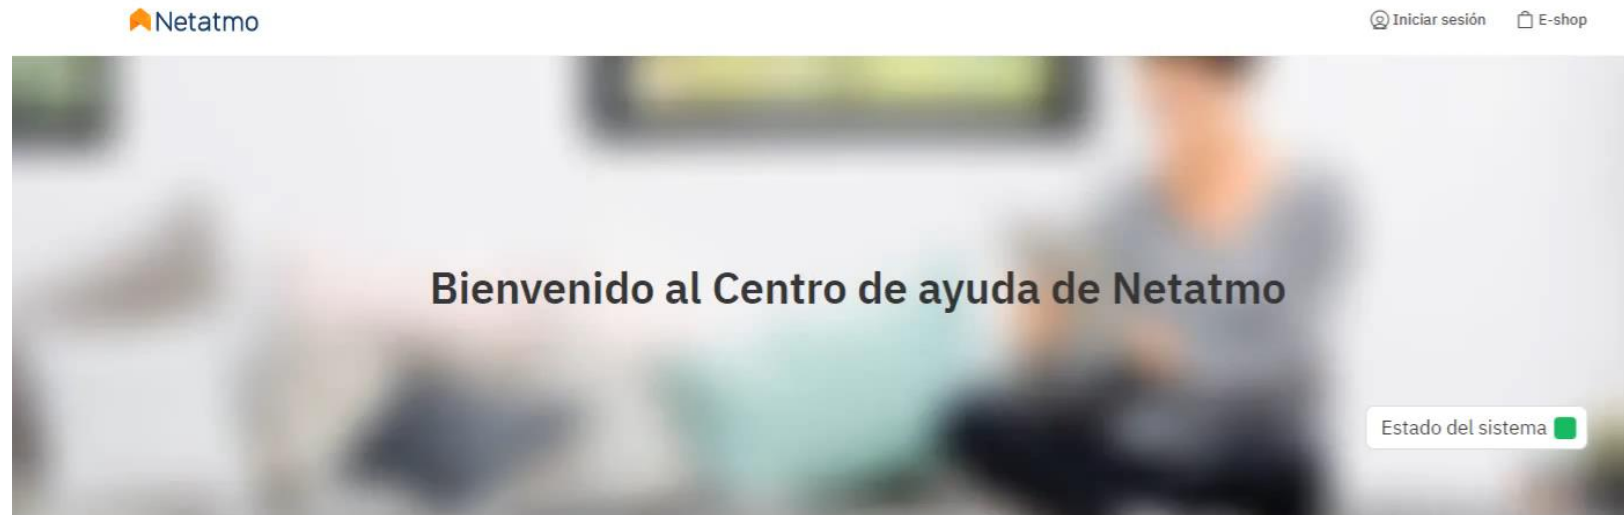 Netatmo
Iniciar sesión
E-shop
Bienvenido al Centro de ayuda de Netatmo
Estado del sistema